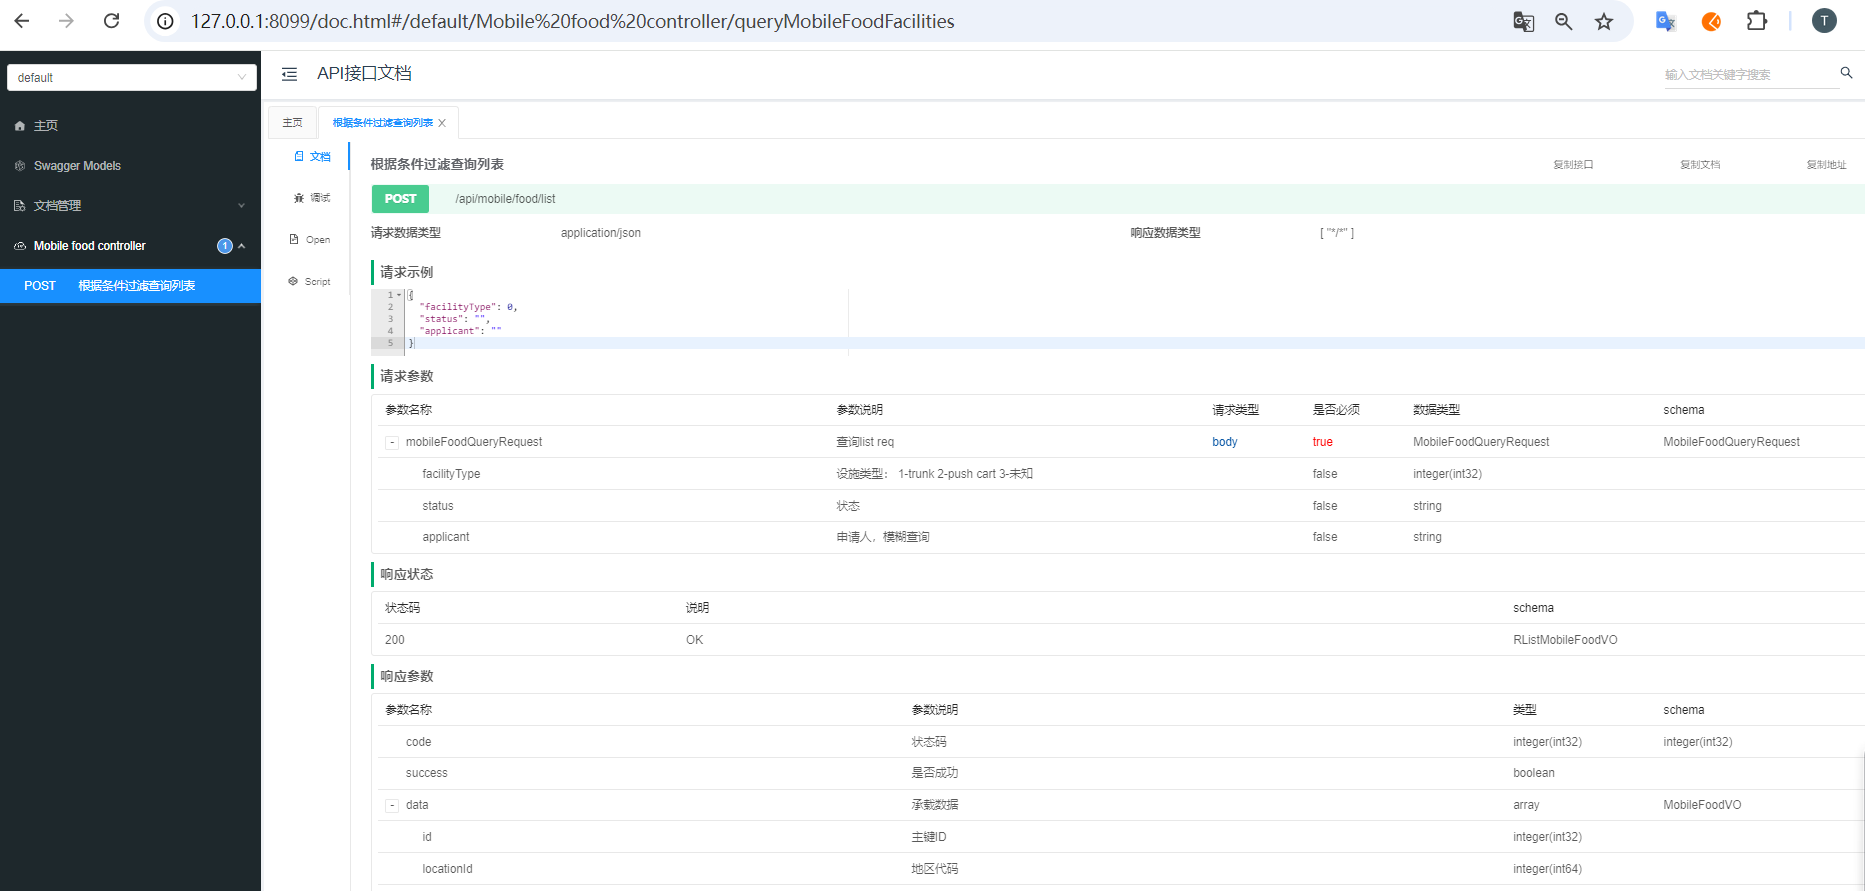 127.0.0.1:8099/doc.html#/default/Mobile%20food%20controller/queryMobileFoodFacilities
T
default
API接口文档
输入文档关键字搜索
主页
Swagger Models
文档管理
Mobile food controller 1
POST 根据条件过滤查询列表
主页 根据条件过滤查询列表
文档
调试
Open
Script
根据条件过滤查询列表 复制接口 复制文档 复制地址
POST /api/mobile/food/list
请求数据类型 application/json 响应数据类型 [ "*/*" ]
请求示例
1 {
2 "facilityType": 0,
3 "status": "",
4 "applicant": ""
5 }
请求参数
参数名称 参数说明 请求类型 是否必须 数据类型 schema
- mobileFoodQueryRequest 查询list req body true MobileFoodQueryRequest MobileFoodQueryRequest
facilityType 设施类型： 1-trunk 2-push cart 3-未知 false integer(int32)
status 状态 false string
applicant 申请人，模糊查询 false string
响应状态
状态码 说明 schema
200 OK RListMobileFoodVO
响应参数
参数名称 参数说明 类型 schema
code 状态码 integer(int32) integer(int32)
success 是否成功 boolean
- data 承载数据 array MobileFoodVO
id 主键ID integer(int32)
locationId 地区代码 integer(int64)